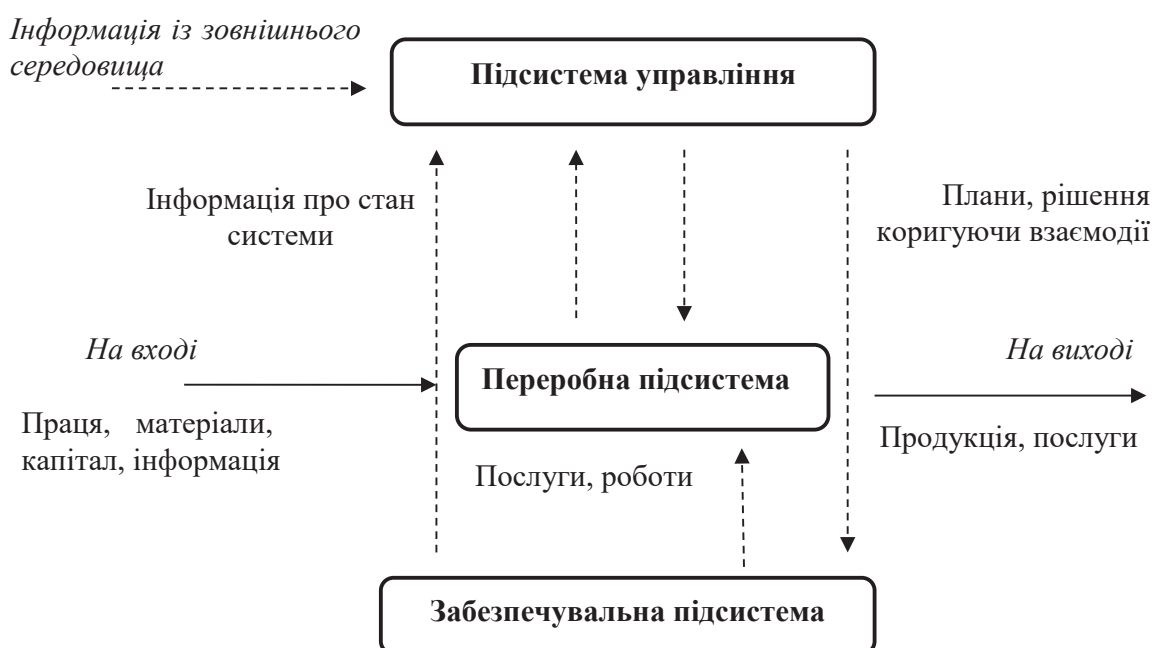 Інформація із зовнішнього
середовища
Підсистема управління
Інформація про стан
системи
Плани, рішення
коригуючи взаємодії
На вході
Переробна підсистема
На виході
Праця, матеріали,
капітал, інформація
Послуги, роботи
Продукція, послуги
Забезпечувальна підсистема